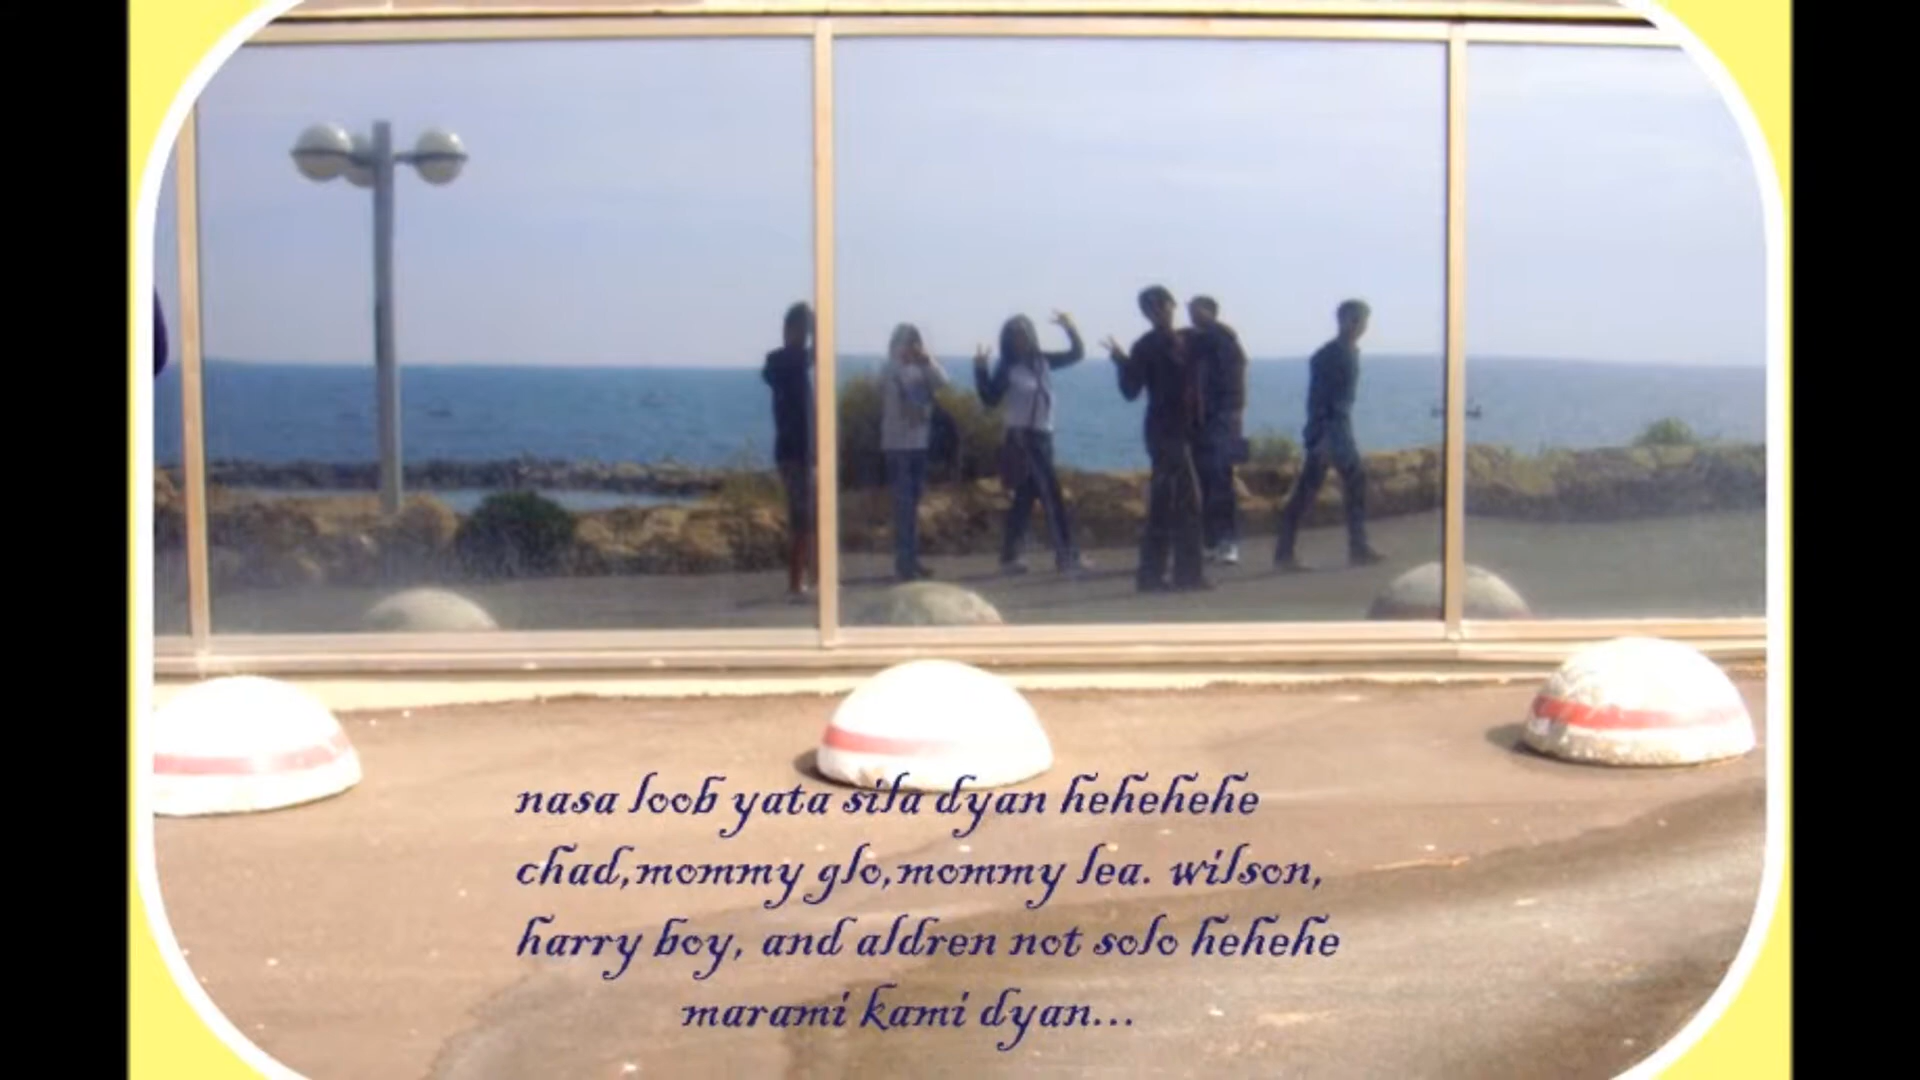 nasa loob yata sila dyan hehehehe
chad,mommy glo,mommy lea. wilson,
harry boy, and aldren not solo hehehe
marami kami dyan...